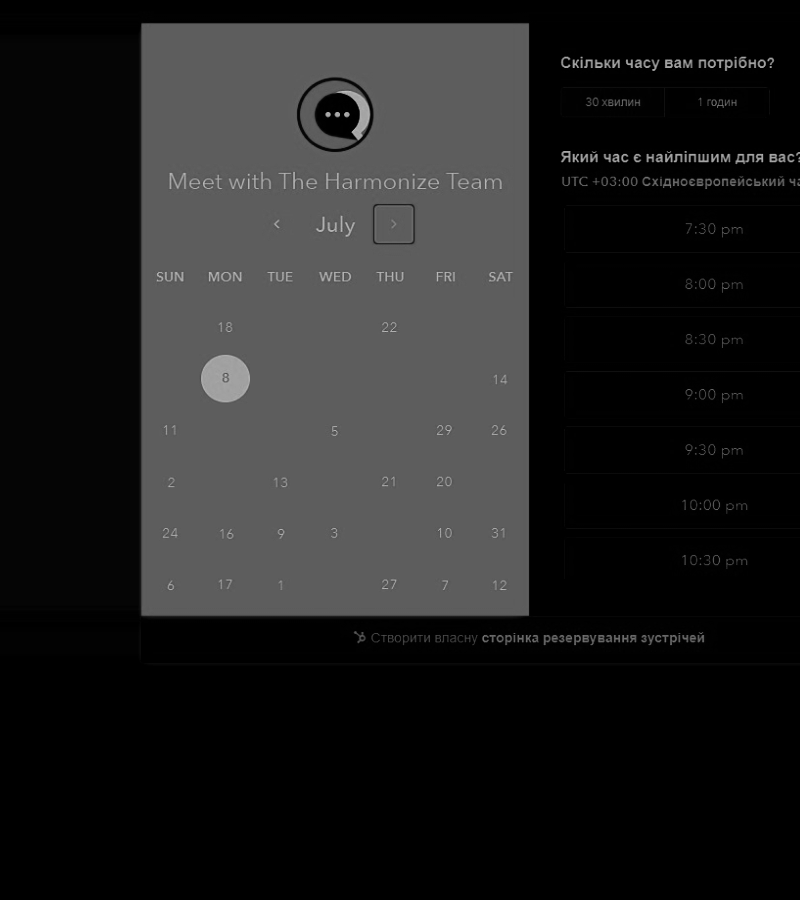 Meet with The Harmonize Team
July
SUN MON TUE WED THU FRI SAT
18 22
8 14
11 5 29 26
2 13 21 20
24 16 9 3 10 31
6 17 1 27 7 12
Скільки часу вам потрібно?
30 хвилин 1 годин
Який час є найліпшим для вас?
UTC +03:00 Східноєвропейський
7:30 pm
8:00 pm
8:30 pm
9:00 pm
9:30 pm
10:00 pm
10:30 pm
Створити власну сторінка резервування зустрічей